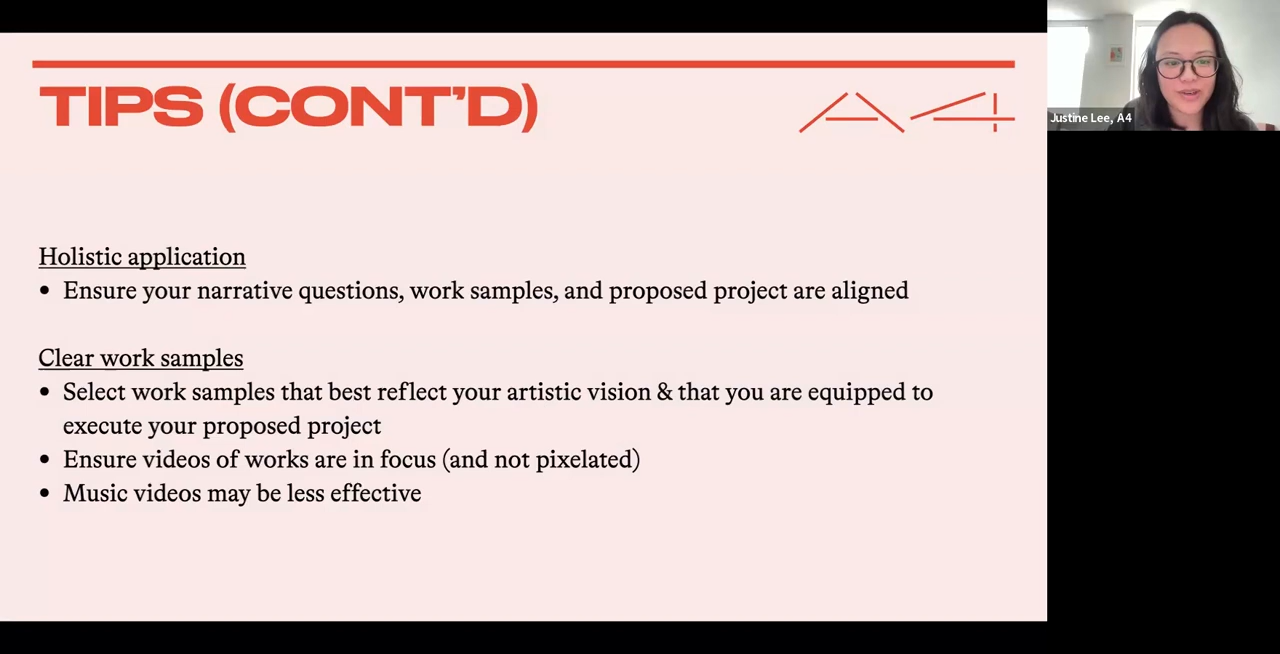 TIPS (CONT'D)
A4
Justine Lee, A4
Holistic application
• Ensure your narrative questions, work samples, and proposed project are aligned
Clear work samples
• Select work samples that best reflect your artistic vision & that you are equipped to
execute your proposed project
• Ensure videos of works are in focus (and not pixelated)
• Music videos may be less effective